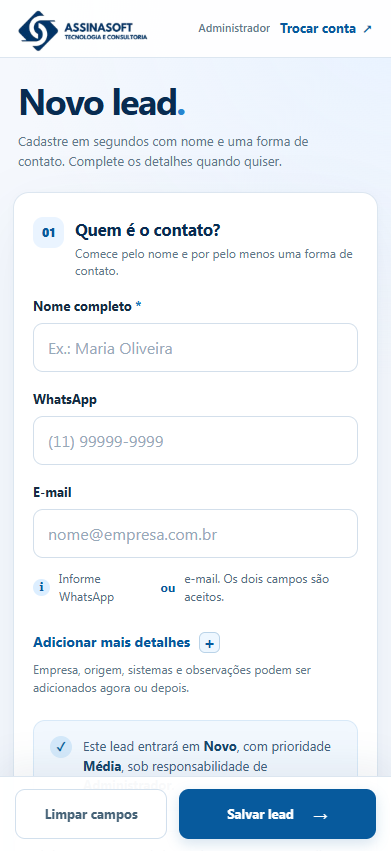 ASSINASOFT
TECNOLOGIA E CONSULTORIA
Administrador Trocar conta ↗
Novo lead.
Cadastre em segundos com nome e uma forma de
contato. Complete os detalhes quando quiser.
01 Quem é o contato?
Comece pelo nome e por pelo menos uma forma de
contato.
Nome completo *
Ex.: Maria Oliveira
WhatsApp
(11) 99999-9999
E-mail
nome@empresa.com.br
i Informe WhatsApp ou e-mail. Os dois campos são aceitos.
Adicionar mais detalhes +
Empresa, origem, sistemas e observações podem ser
adicionados agora ou depois.
✓ Este lead entrará em Novo, com prioridade
Média, sob responsabilidade de
Limpar campos
Salvar lead →